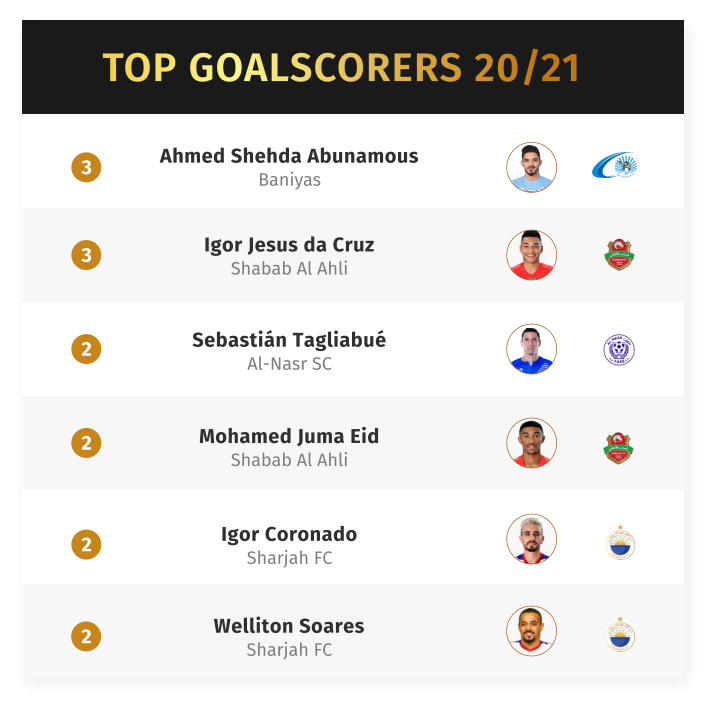 TOP GOALSCORERS 20/21
3
Ahmed Shehda Abunamous
Baniyas
3
Igor Jesus da Cruz
Shabab Al Ahli
2
Sebastián Tagliabué
Al-Nasr SC
2
Mohamed Juma Eid
Shabab Al Ahli
2
Igor Coronado
Sharjah FC
2
Welliton Soares
Sharjah FC